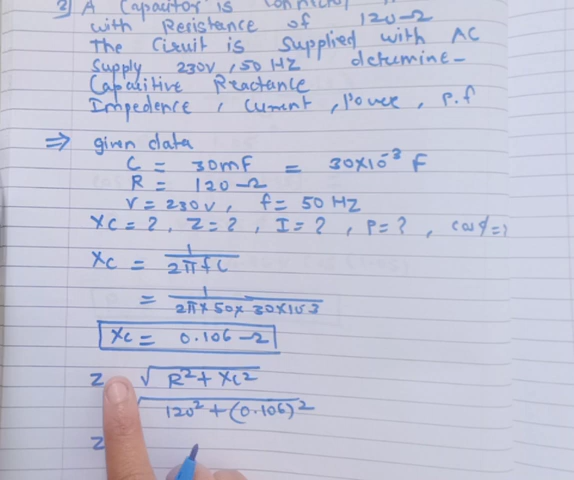 2) A Capacitor is
with Resistance of 120-Ω
The Circuit is Supplied with AC
Supply 230V, 50 HZ determine-
Capacitive Reactance
Impedence, Current, Power, P.f
⇒ given data
C = 30mF = 30×10⁻³ F
R = 120-Ω
V = 230V, f = 50 HZ
XC = ?, Z = ?, I = ?, P = ?, cosφ = ?
XC = 1/2πfC
= 1/2π×50×30×10⁻³
XC = 0.106-Ω
Z √R²+XC²
√120²+(0.106)²
Z